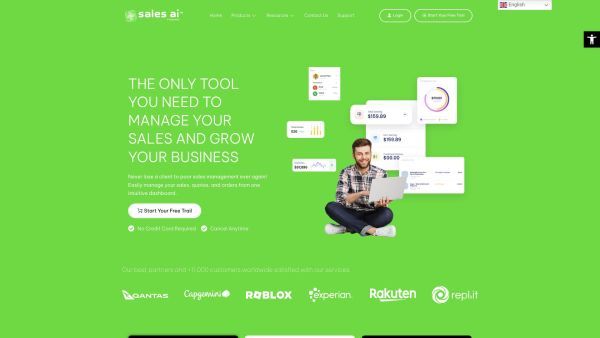 English
sales ai
Home Products Resources Contact Us Support
Login Start Your Free Trail
THE ONLY TOOL
YOU NEED TO
MANAGE YOUR
SALES AND GROW
YOUR BUSINESS
Never lose a client to poor sales management ever again!
Easily manage your sales, quotes, and orders from one
intuitive dashboard.
Start Your Free Trail
No Credit Card Required Cancel Anytime
$159.89
$159.89
$00.00
Our best partners and +11 000 customers worldwide satisfied with our services.
QANTAS Capgemini ROBLOX experian. Rakuten replit